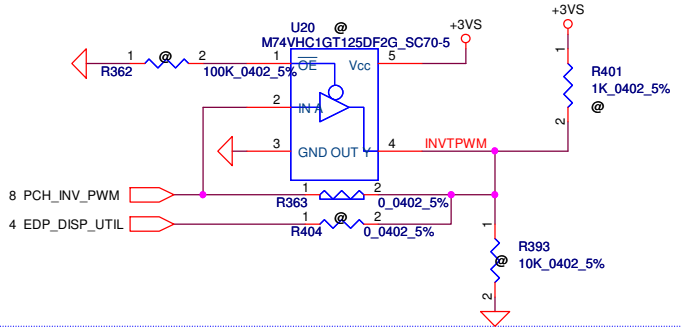 U20 @
M74VHC1GT125DF2G_SC70-5
+3VS
+3VS
1 @ 2
R362 100K_0402_5%
1 OE Vcc 5
2 IN A
3 GND OUT Y 4
INVTPWM
1
R401
1K_0402_5%
@
2
8 PCH_INV_PWM
1 2
R363 0_0402_5%
4 EDP_DISP_UTIL
1 @ 2
R404 0_0402_5%
1
R393
@ 10K_0402_5%
2